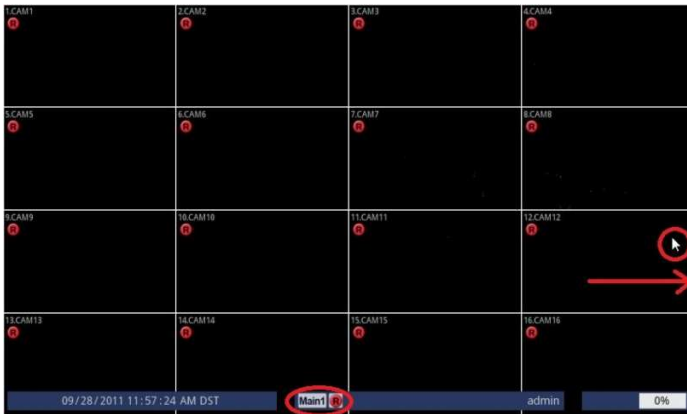 1.CAM1 2.CAM2 3.CAM3 4.CAM4
R R R R
5.CAM5 6.CAM6 7.CAM7 8.CAM8
R R R R
9.CAM9 10.CAM10 11.CAM11 12.CAM12
R R R R
13.CAM13 14.CAM14 15.CAM15 16.CAM16
R R R R
09/28/2011 11:57:24 AM DST Main1 R admin 0%